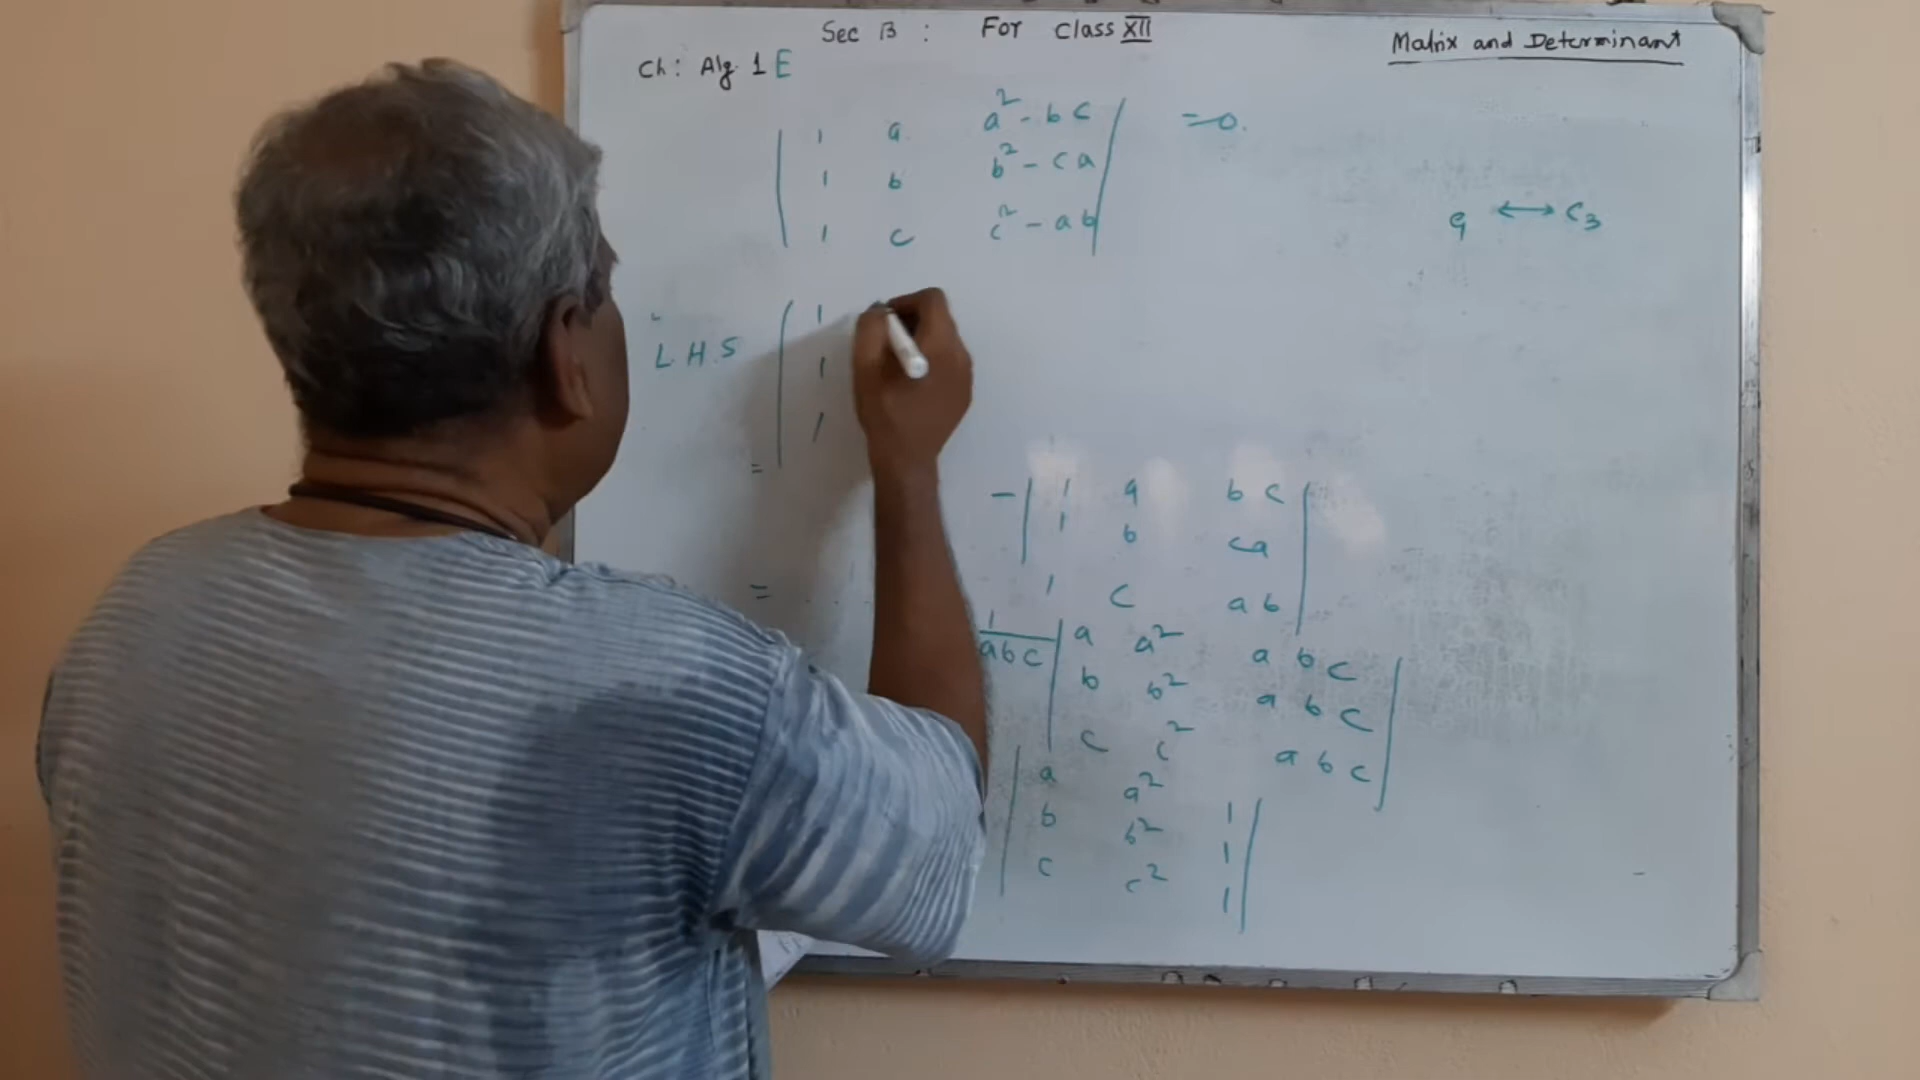 Sec B : For Class XII
Matrix and Determinant
Ch: Alg. 1 E
| 1 a a² - bc |
| 1 b b² - ca | = 0.
| 1 c c² - ab |
C₁ ↔ C₃
L.H.S | 1
| 1
| 1
=
- | 1 a bc |
| 1 b ca |
| 1 c ab |
=
1/abc | a a² abc |
| b b² abc |
| c c² abc |
| a a² 1 |
| b b² 1 |
| c c² 1 |